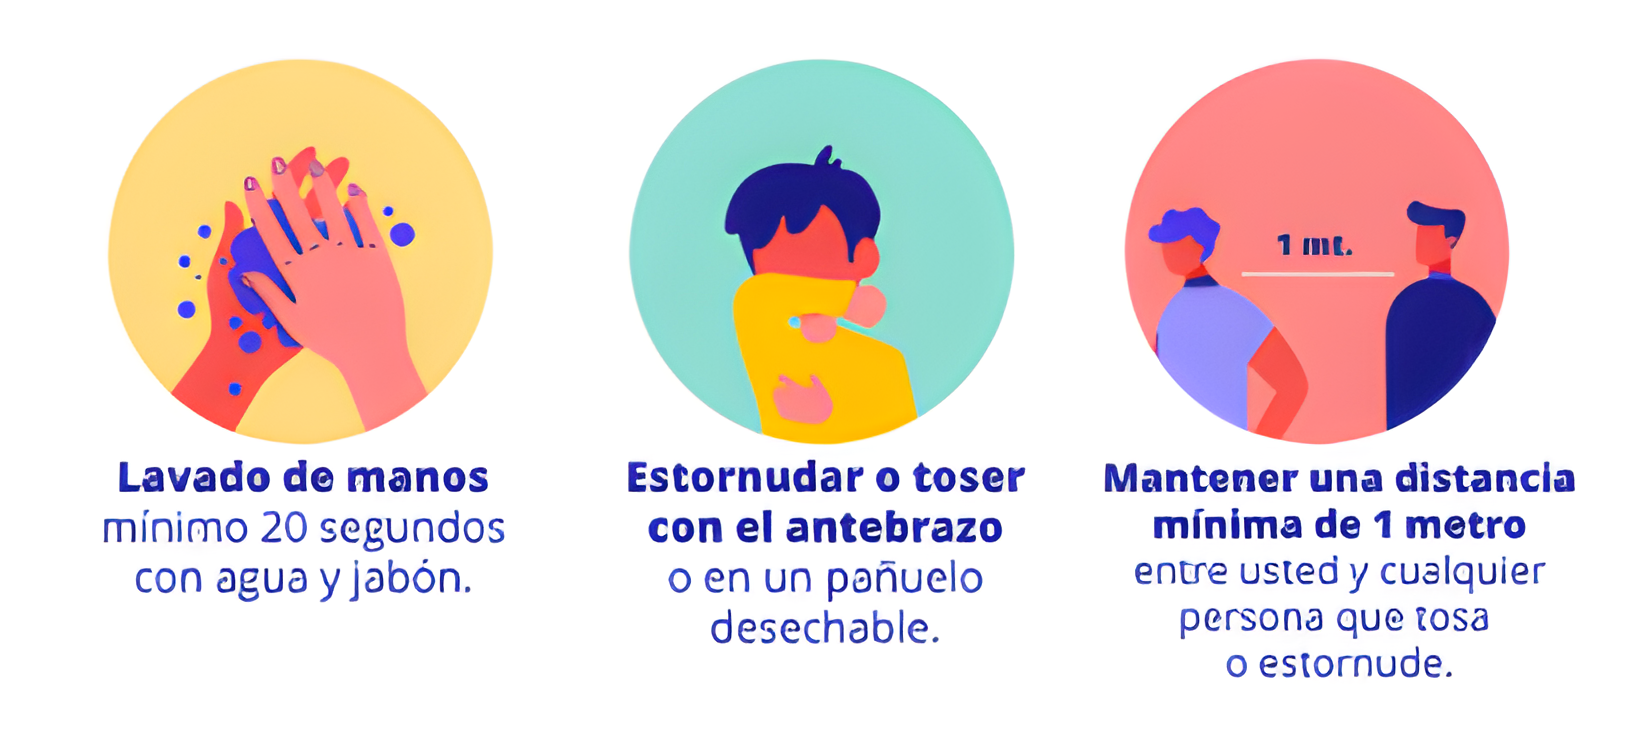 Lavado de manos
mínimo 20 segundos
con agua y jabón.
Estornudar o toser
con el antebrazo
o en un pañuelo
desechable.
1 mt.
Mantener una distancia
mínima de 1 metro
entre usted y cualquier
persona que tosa
o estornude.